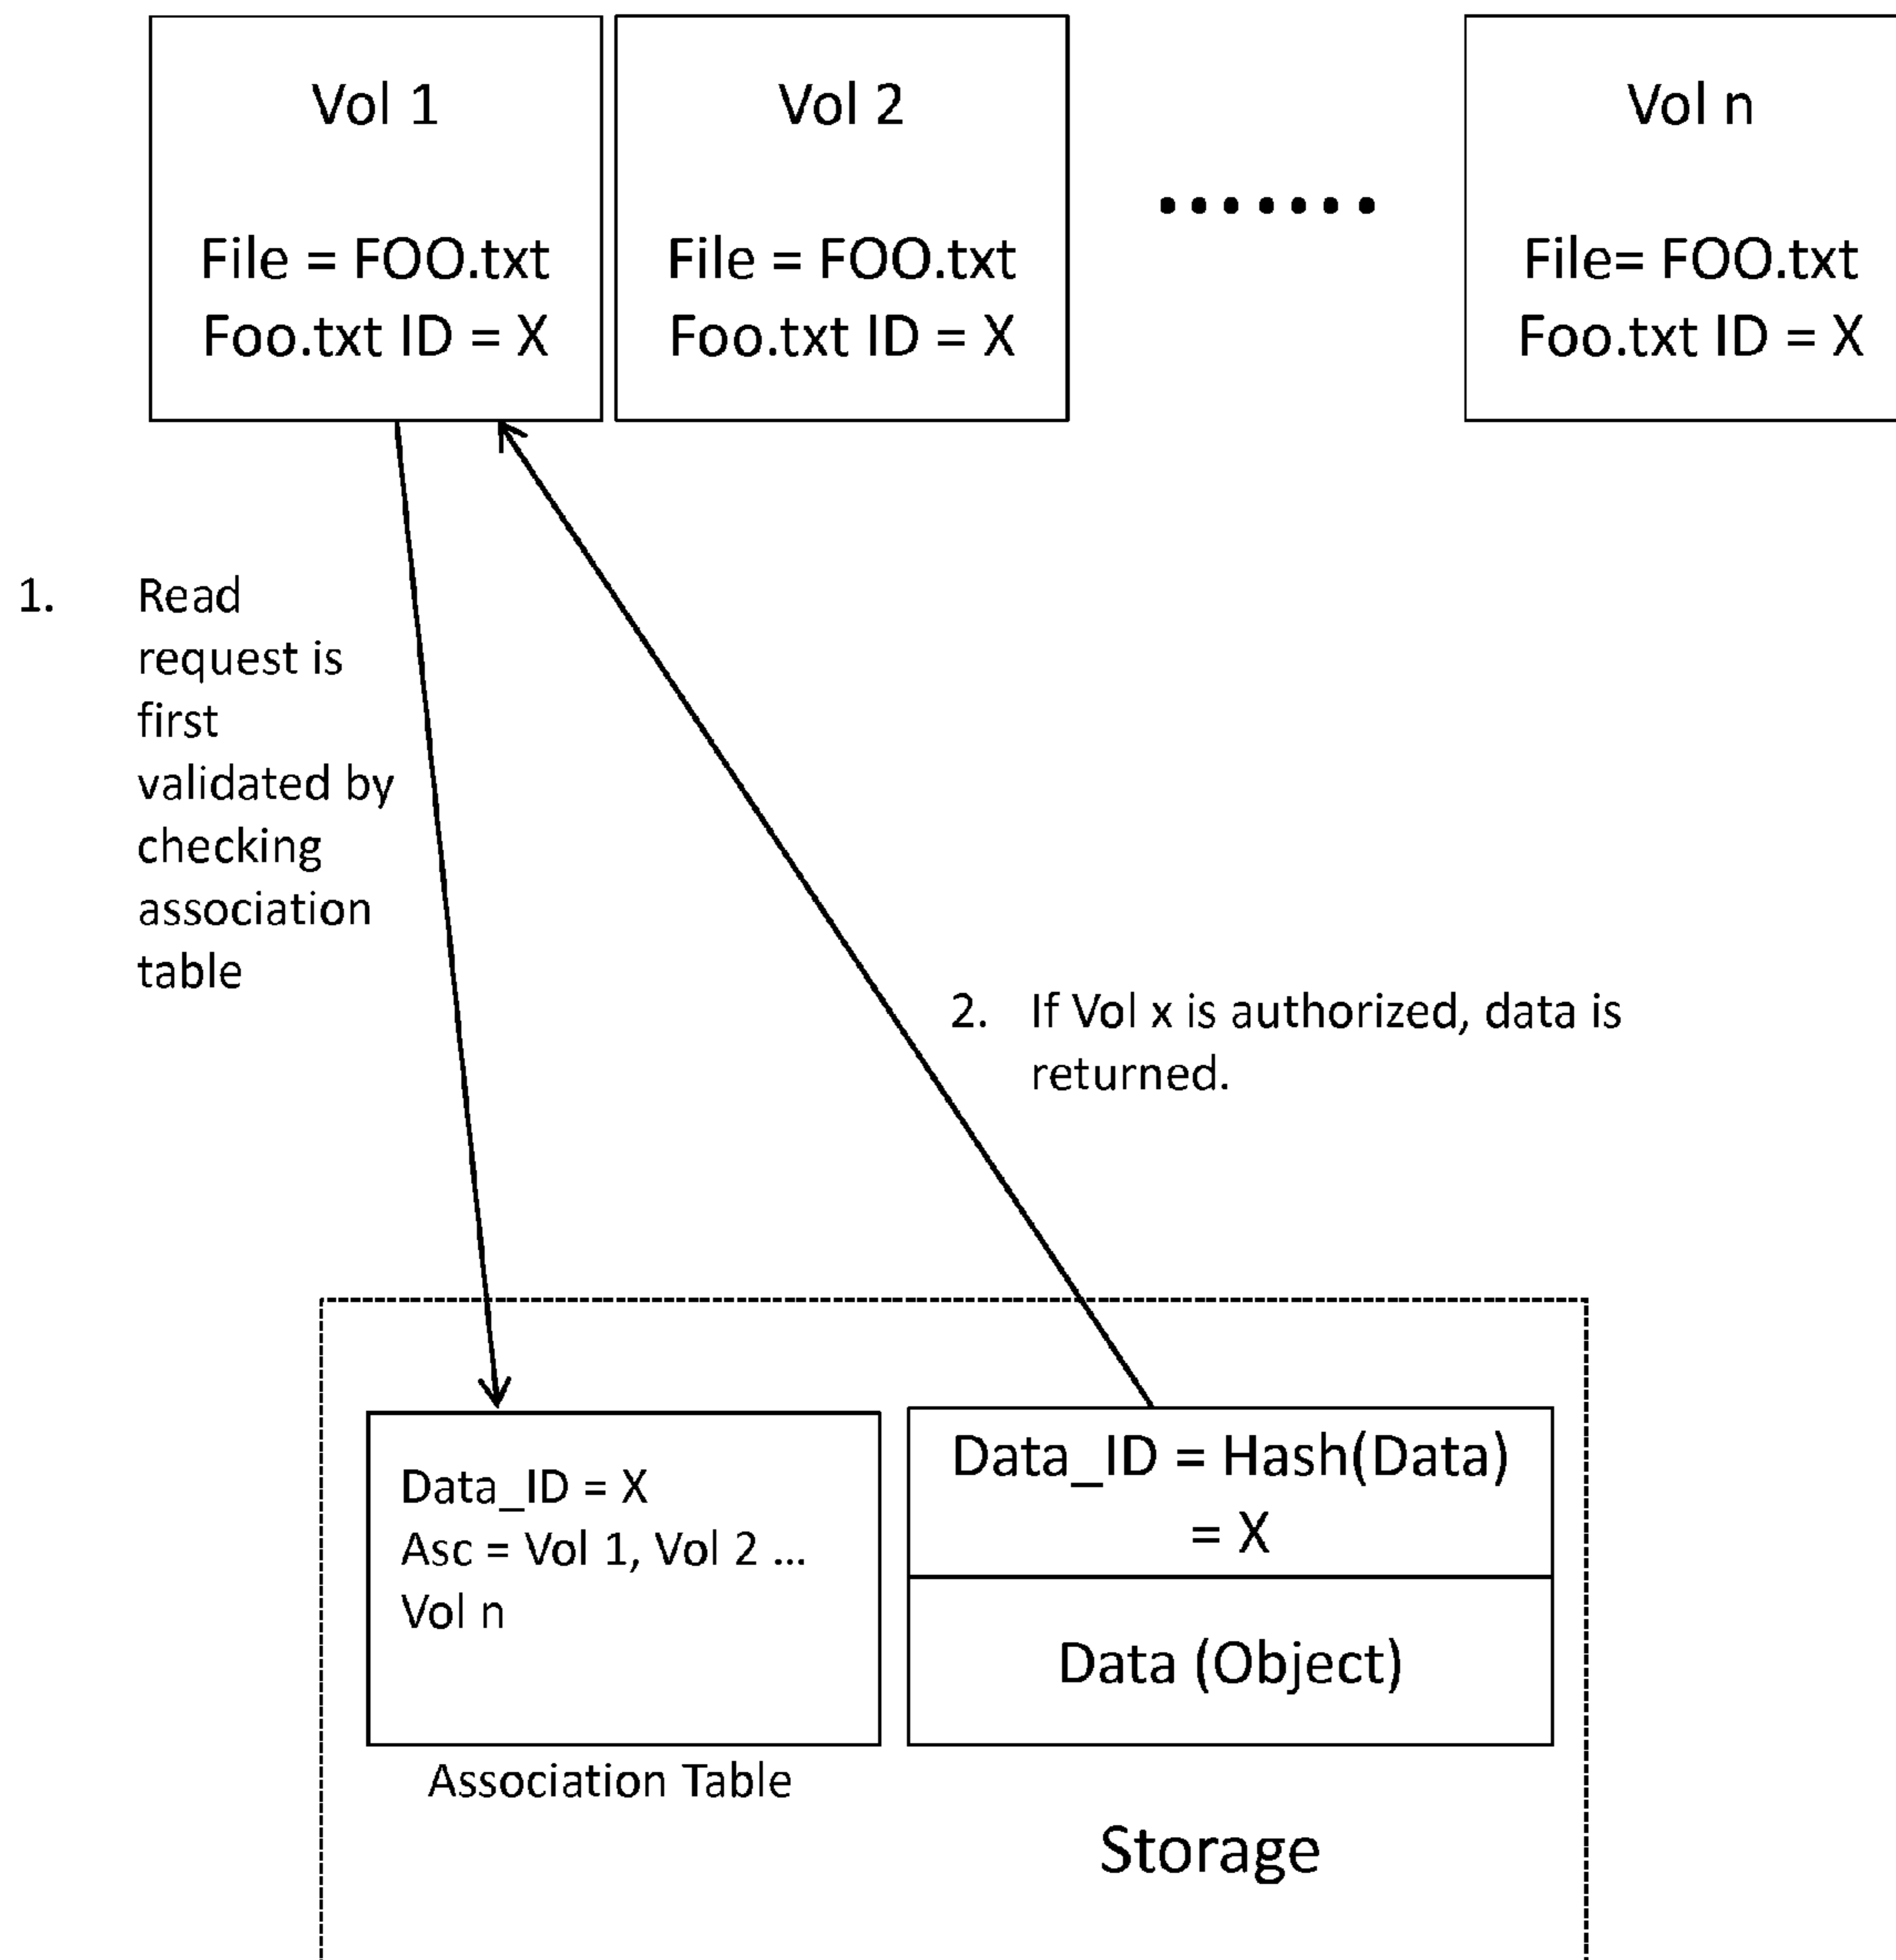 Vol 1
File = FOO.txt
Foo.txt ID = X
Vol 2
File = FOO.txt
Foo.txt ID = X
.......
Vol n
File= FOO.txt
Foo.txt ID = X
1. Read
request is
first
validated by
checking
association
table
2. If Vol x is authorized, data is
returned.
Data_ID = X
Asc = Vol 1, Vol 2 ...
Vol n
Association Table
Data_ID = Hash(Data)
= X
Data (Object)
Storage